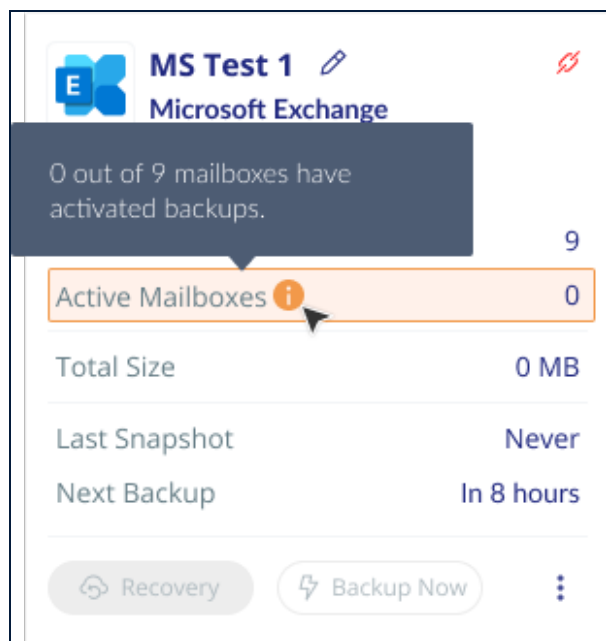 E
MS Test 1
Microsoft Exchange
0 out of 9 mailboxes have
activated backups.
9
Active Mailboxes i 0
Total Size 0 MB
Last Snapshot Never
Next Backup In 8 hours
Recovery Backup Now